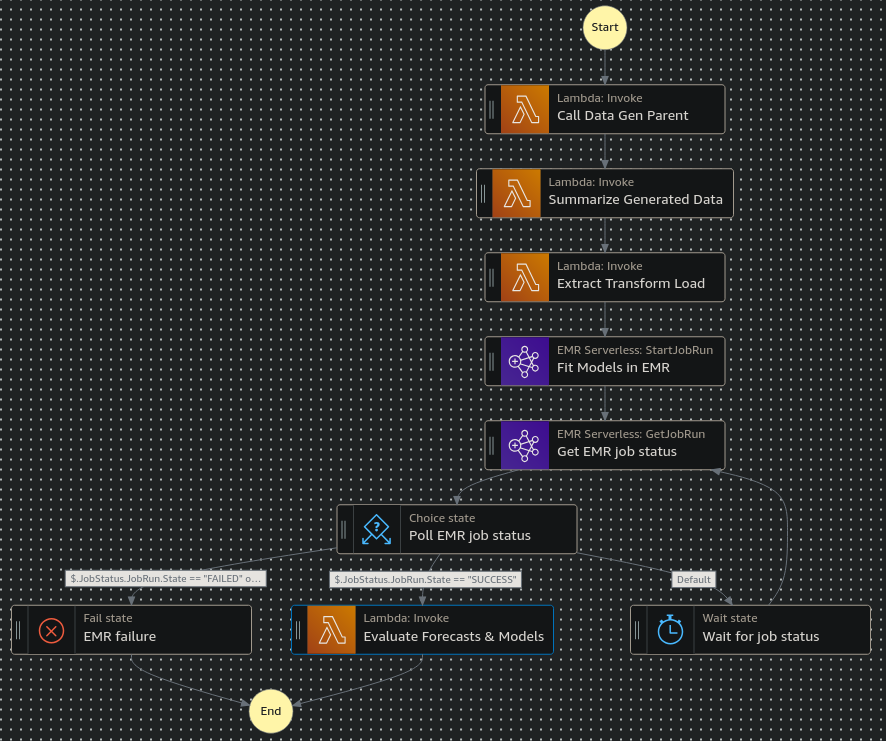 Start
Lambda: Invoke
Call Data Gen Parent
Lambda: Invoke
Summarize Generated Data
Lambda: Invoke
Extract Transform Load
EMR Serverless: StartJobRun
Fit Models in EMR
EMR Serverless: GetJobRun
Get EMR job status
Choice state
Poll EMR job status
$.JobStatus.JobRun.State == "FAILED" o...
$.JobStatus.JobRun.State == "SUCCESS"
Default
Fail state
EMR failure
Lambda: Invoke
Evaluate Forecasts & Models
Wait state
Wait for job status
End